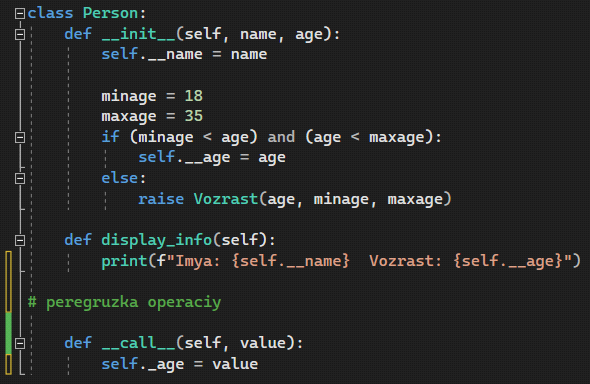 class Person:
    def __init__(self, name, age):
        self.__name = name

        minage = 18
        maxage = 35
        if (minage < age) and (age < maxage):
            self.__age = age
        else:
            raise Vozrast(age, minage, maxage)

    def display_info(self):
        print(f"Imya: {self.__name}  Vozrast: {self.__age}")

# peregruzka operaciy

    def __call__(self, value):
        self._age = value